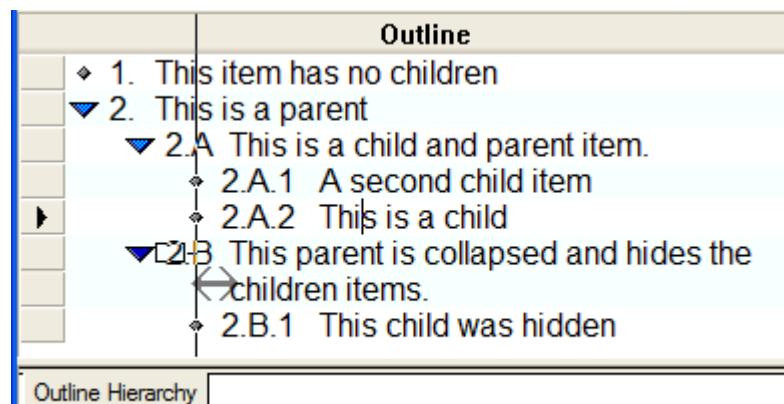 Outline
1. This item has no children
2. This is a parent
2.A This is a child and parent item.
2.A.1 A second child item
2.A.2 This is a child
2.B This parent is collapsed and hides the
children items.
2.B.1 This child was hidden
Outline Hierarchy